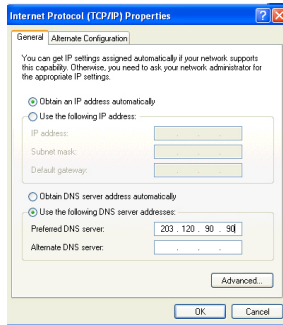 Internet Protocol (TCP/IP) Properties
General Alternate Configuration
You can get IP settings assigned automatically if your network supports
this capability. Otherwise, you need to ask your network administrator for
the appropriate IP settings.
Obtain an IP address automatically
Use the following IP address:
IP address:
Subnet mask:
Default gateway:
Obtain DNS server address automatically
Use the following DNS server addresses:
Preferred DNS server: 203 . 120 . 90 . 90
Alternate DNS server: . . .
Advanced...
OK Cancel